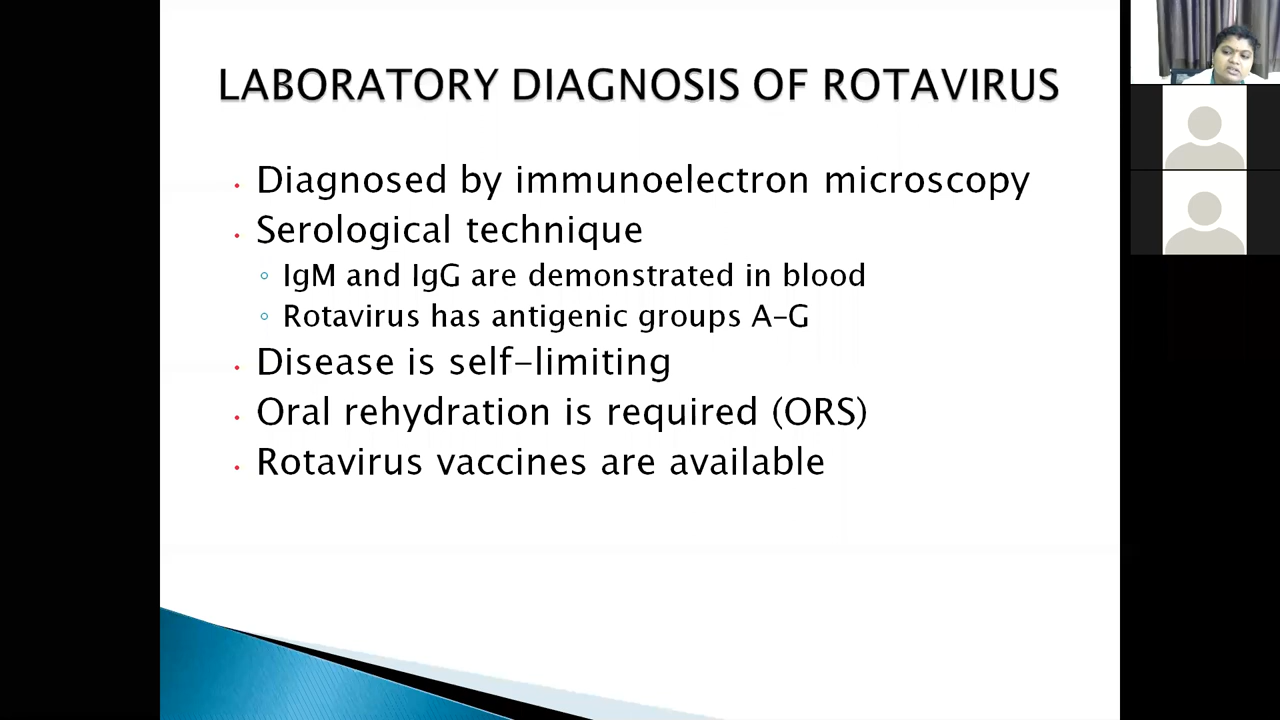 LABORATORY DIAGNOSIS OF ROTAVIRUS
• Diagnosed by immunoelectron microscopy
• Serological technique
◦ IgM and IgG are demonstrated in blood
◦ Rotavirus has antigenic groups A-G
• Disease is self-limiting
• Oral rehydration is required (ORS)
• Rotavirus vaccines are available